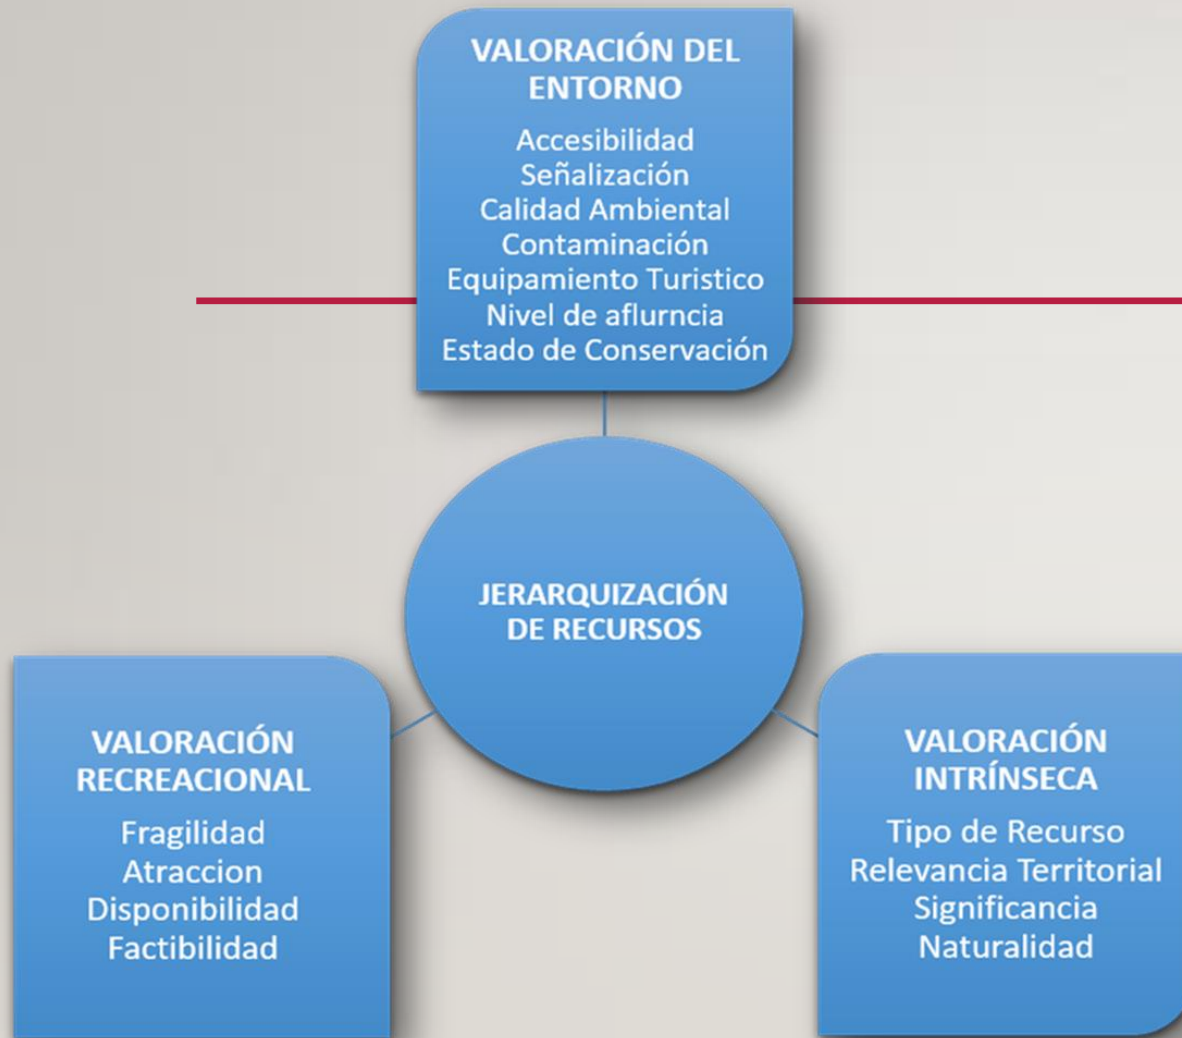 VALORACIÓN DEL
ENTORNO
Accesibilidad
Señalización
Calidad Ambiental
Contaminación
Equipamiento Turistico
Nivel de aflurncia
Estado de Conservación
JERARQUIZACIÓN
DE RECURSOS
VALORACIÓN
RECREACIONAL
Fragilidad
Atraccion
Disponibilidad
Factibilidad
VALORACIÓN
INTRÍNSECA
Tipo de Recurso
Relevancia Territorial
Significancia
Naturalidad